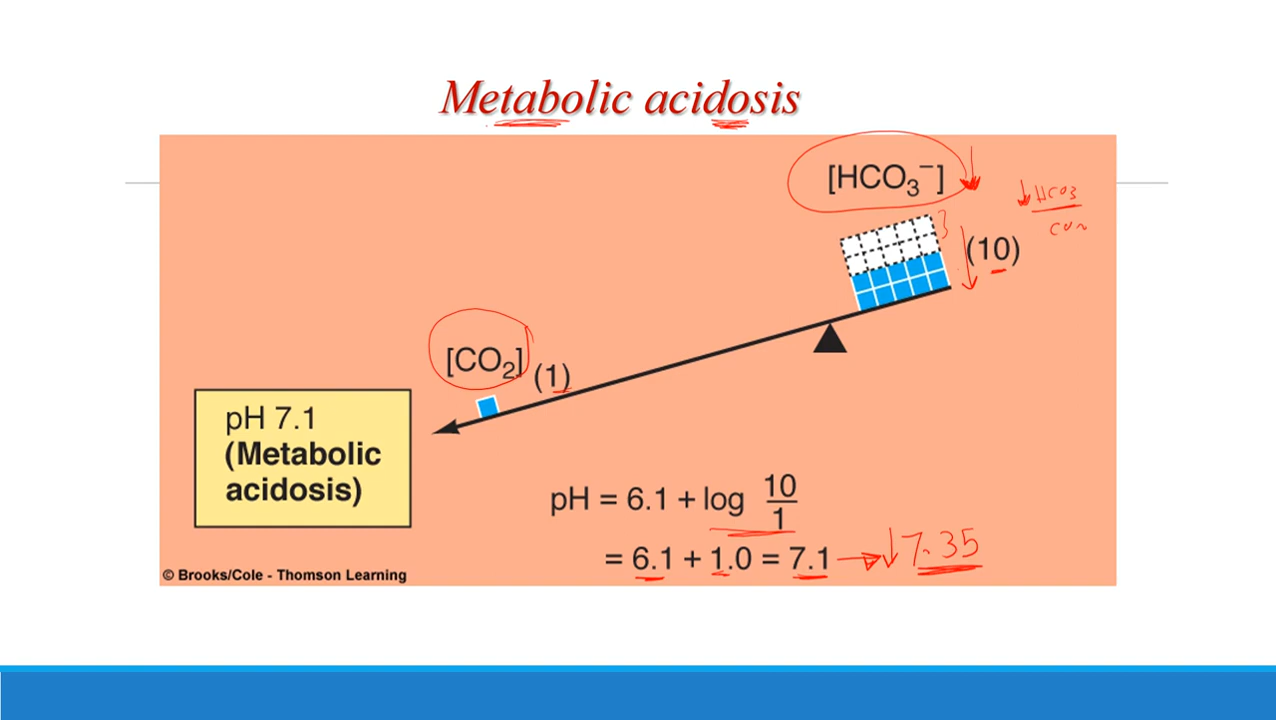 Metabolic acidosis
[HCO₃⁻] ↓
↓ HCO3
(10)
[CO₂] (1)
pH 7.1
(Metabolic
acidosis)
pH = 6.1 + log 10/1
= 6.1 + 1.0 = 7.1 → ↓ 7.35
© Brooks/Cole - Thomson Learning